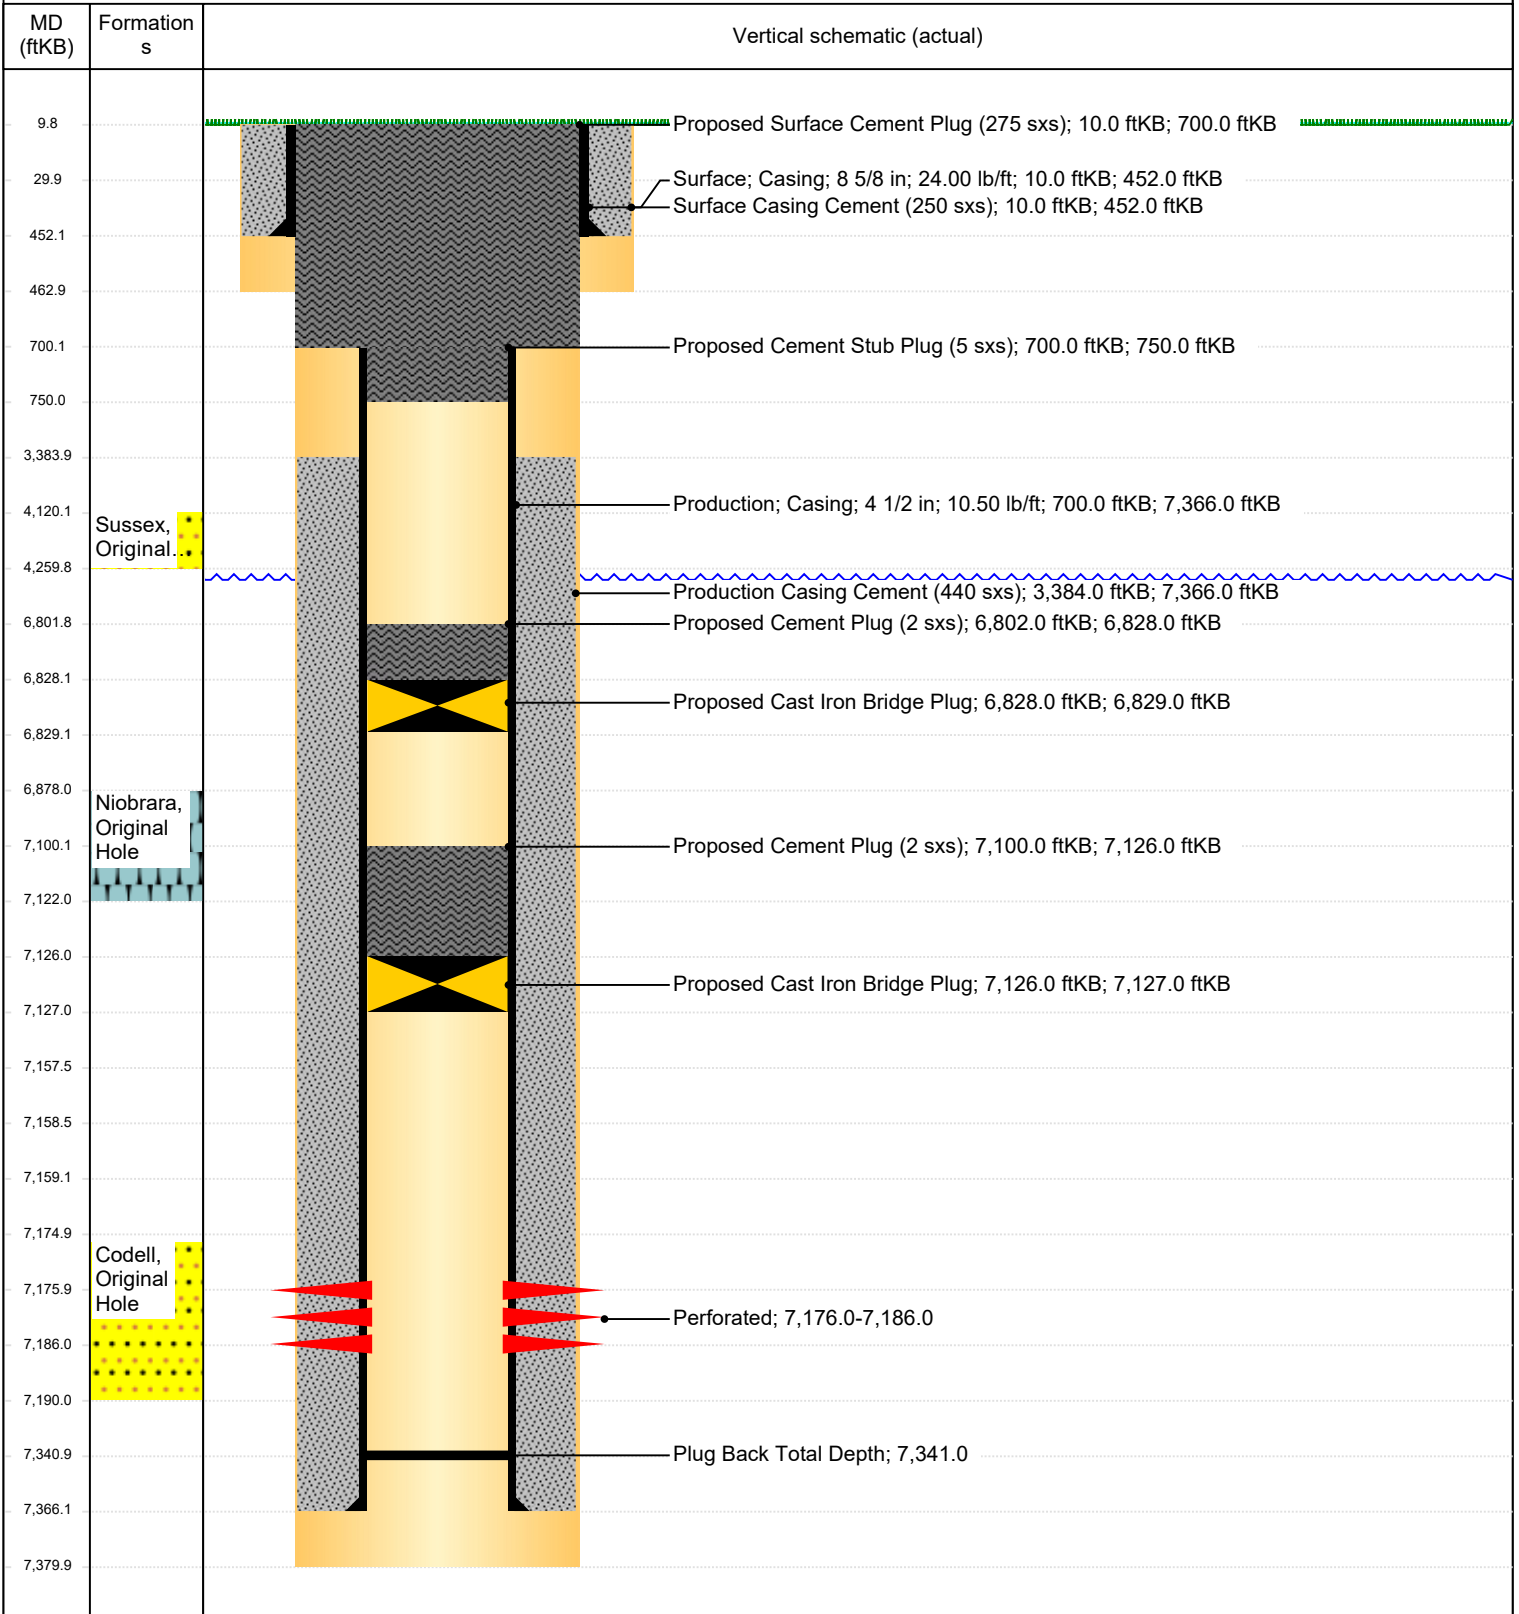 MD
(ftKB)
Formation
s
Vertical schematic (actual)
9.8
Proposed Surface Cement Plug (275 sxs); 10.0 ftKB; 700.0 ftKB
29.9
Surface; Casing; 8 5/8 in; 24.00 lb/ft; 10.0 ftKB; 452.0 ftKB
Surface Casing Cement (250 sxs); 10.0 ftKB; 452.0 ftKB
452.1
462.9
700.1
Proposed Cement Stub Plug (5 sxs); 700.0 ftKB; 750.0 ftKB
750.0
3,383.9
Production; Casing; 4 1/2 in; 10.50 lb/ft; 700.0 ftKB; 7,366.0 ftKB
4,120.1
Sussex,
Original...
4,259.8
Production Casing Cement (440 sxs); 3,384.0 ftKB; 7,366.0 ftKB
6,801.8
Proposed Cement Plug (2 sxs); 6,802.0 ftKB; 6,828.0 ftKB
6,828.1
Proposed Cast Iron Bridge Plug; 6,828.0 ftKB; 6,829.0 ftKB
6,829.1
6,878.0
Niobrara,
Original
Hole
7,100.1
Proposed Cement Plug (2 sxs); 7,100.0 ftKB; 7,126.0 ftKB
7,122.0
7,126.0
Proposed Cast Iron Bridge Plug; 7,126.0 ftKB; 7,127.0 ftKB
7,127.0
7,157.5
7,158.5
7,159.1
7,174.9
Codell,
Original
Hole
7,175.9
Perforated; 7,176.0-7,186.0
7,186.0
7,190.0
7,340.9
Plug Back Total Depth; 7,341.0
7,366.1
7,379.9